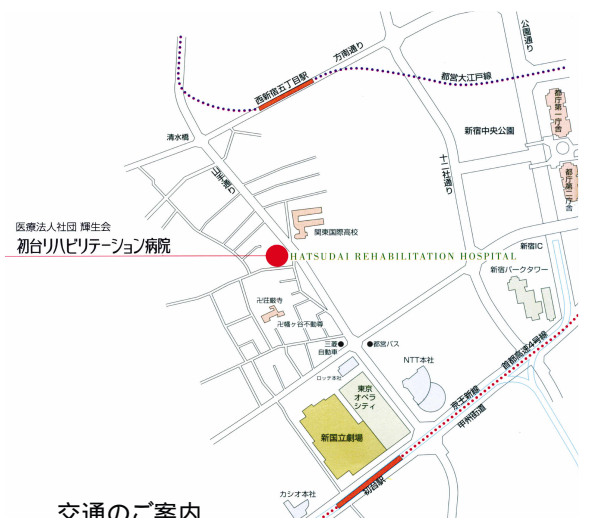 公園通り
方南通り
都営大江戸線
西新宿五丁目駅
都庁第一庁舎
新宿中央公園
清水橋
十二社通り
都庁第二庁舎
山手通り
医療法人社団 輝生会
初台リハビリテーション病院
関東国際高校
HATSUDAI REHABILITATION HOSPITAL
新宿IC
新宿パークタワー
卍荘厳寺
卍幡ヶ谷不動尊
三菱●
自動車
●都営バス
首都高速4号線
NTT本社
ロッテ本社
東京
オペラ
シティ
京王新線
甲州街道
新国立劇場
初台駅
カシオ本社
交通のご案内